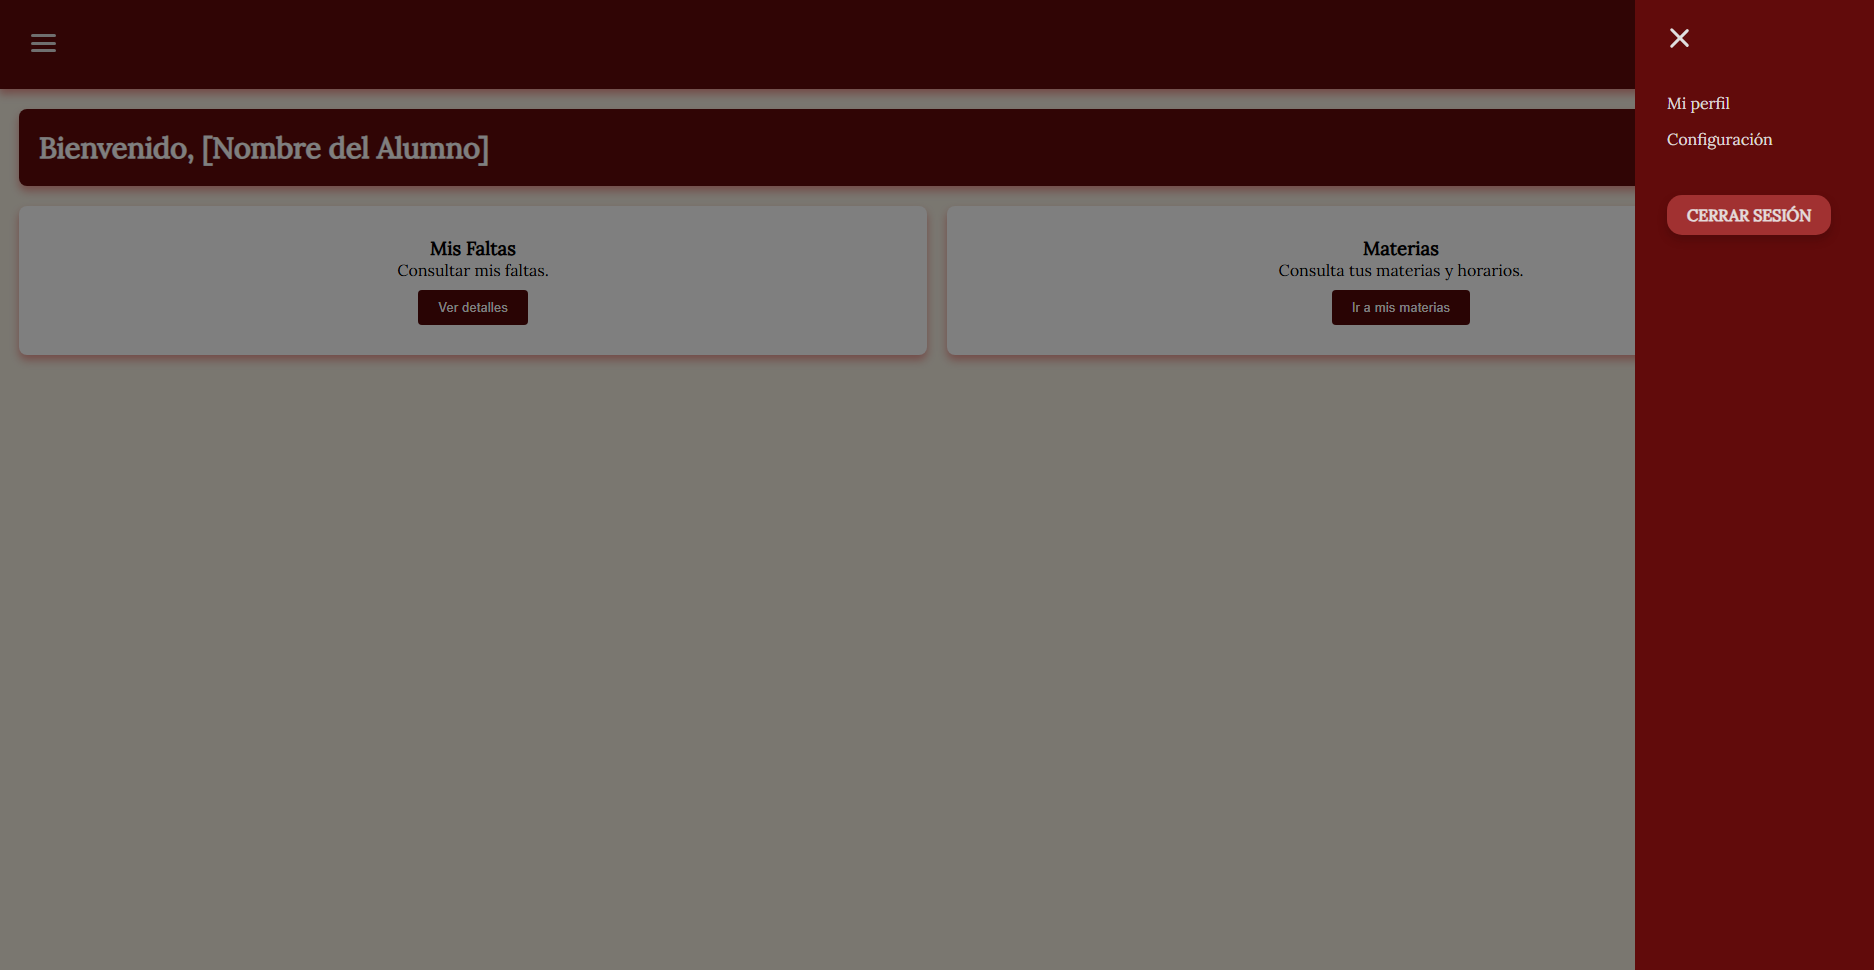 Bienvenido, [Nombre del Alumno]
Mis Faltas
Consultar mis faltas.
Ver detalles
Materias
Consulta tus materias y horarios.
Ir a mis materias
Mi perfil
Configuración
CERRAR SESIÓN